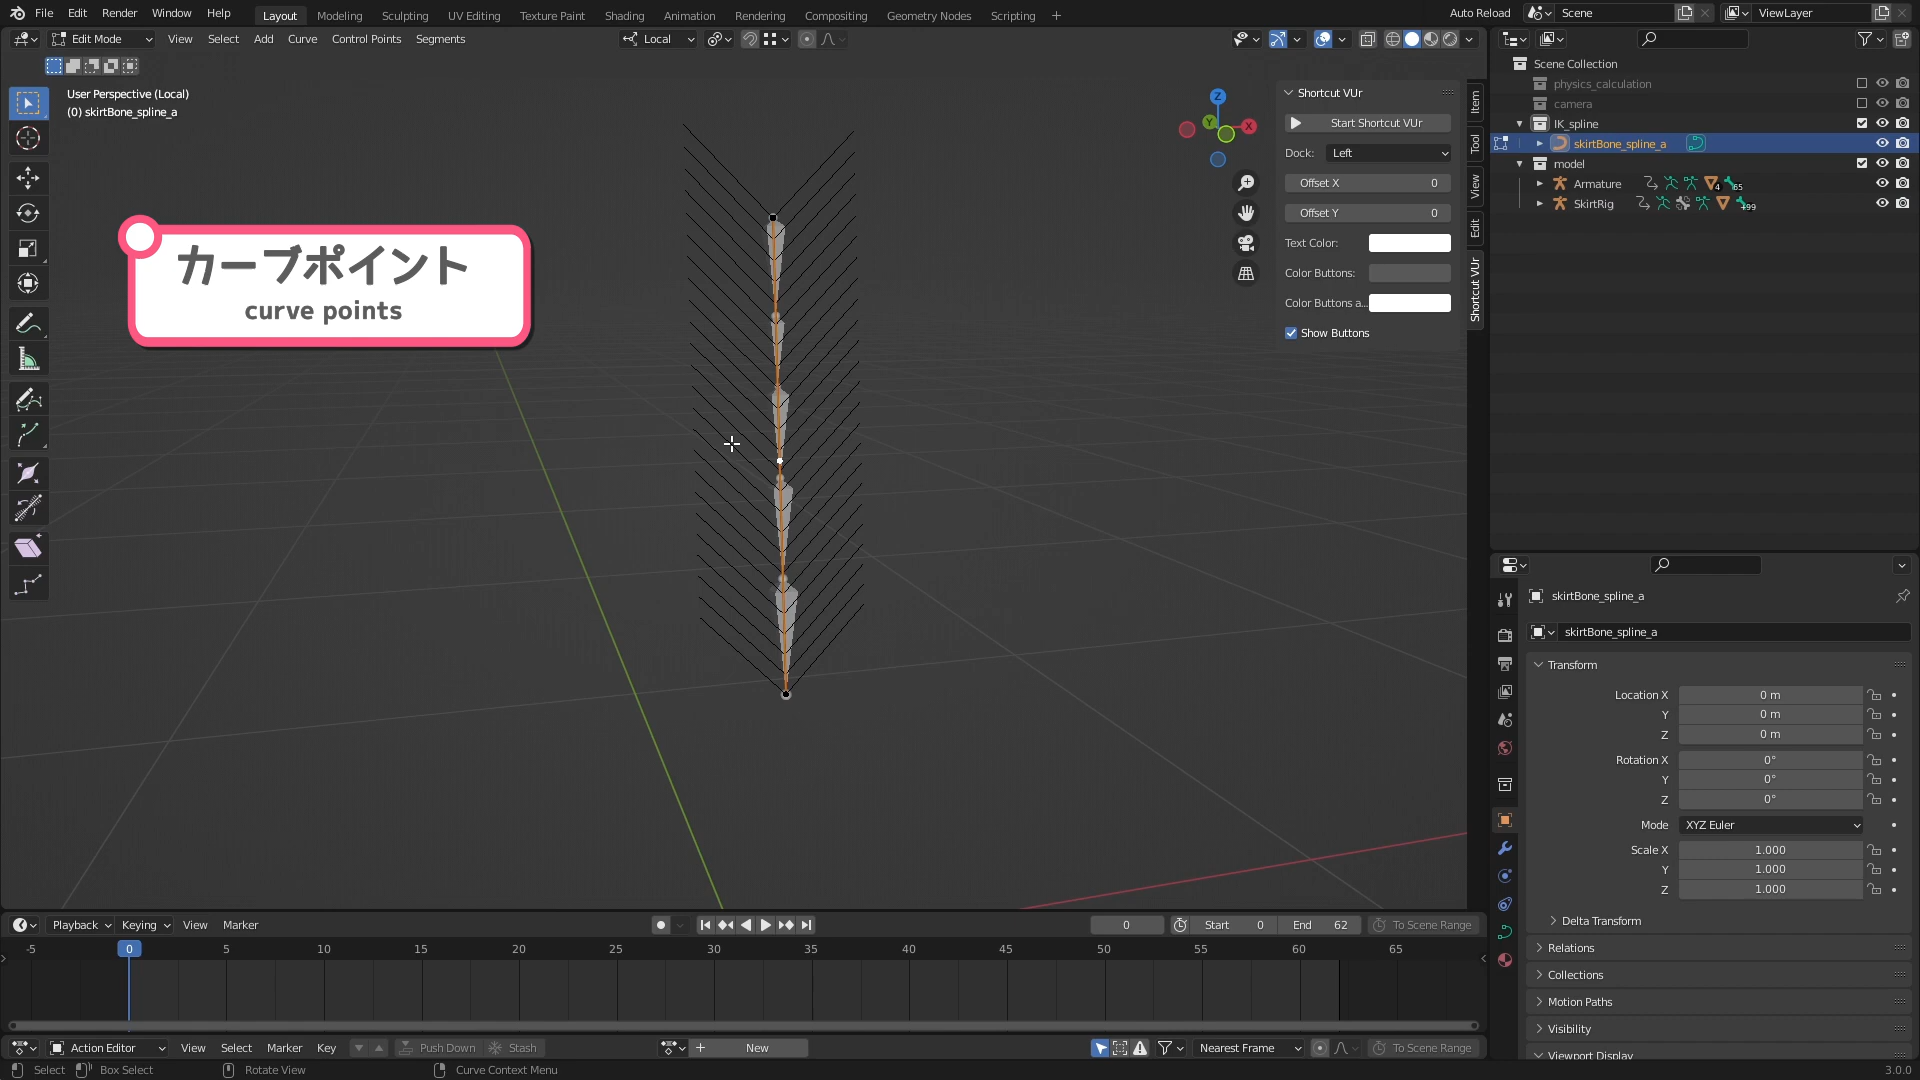 File Edit Render Window Help
Layout Modeling Sculpting UV Editing Texture Paint Shading Animation Rendering Compositing Geometry Nodes Scripting +
Auto Reload Scene ViewLayer
Edit Mode View Select Add Curve Control Points Segments Local
User Perspective (Local)
(0) skirtBone_spline_a
カーブポイント
curve points
Z
Y
X
Shortcut VUr
Start Shortcut VUr
Dock: Left
Offset X 0
Offset Y 0
Text Color:
Color Buttons:
Color Buttons a...
Show Buttons
Item
Tool
View
Edit
Shortcut VUr
Scene Collection
physics_calculation
camera
IK_spline
skirtBone_spline_a
model
Armature 4 65
SkirtRig +99
skirtBone_spline_a
skirtBone_spline_a
Transform
Location X 0 m
Y 0 m
Z 0 m
Rotation X 0°
Y 0°
Z 0°
Mode XYZ Euler
Scale X 1.000
Y 1.000
Z 1.000
Delta Transform
Relations
Collections
Motion Paths
Visibility
Viewport Display
Playback Keying View Marker 0 Start 0 End 62 To Scene Range
-5 0 5 10 15 20 25 30 35 40 45 50 55 60 65
Action Editor View Select Marker Key Push Down Stash + New Nearest Frame To Scene Range
Select Box Select Rotate View Curve Context Menu 3.0.0